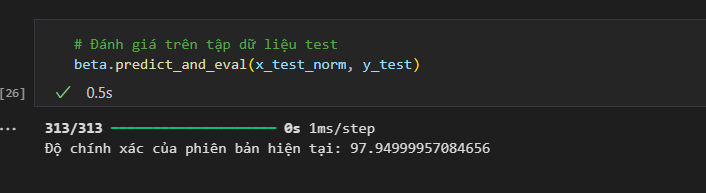 # Đánh giá trên tập dữ liệu test
beta.predict_and_eval(x_test_norm, y_test)
[26] ✓ 0.5s
... 313/313 ━━━━━━━━━━━━━━━━━━━━ 0s 1ms/step
Độ chính xác của phiên bản hiện tại: 97.94999957084656